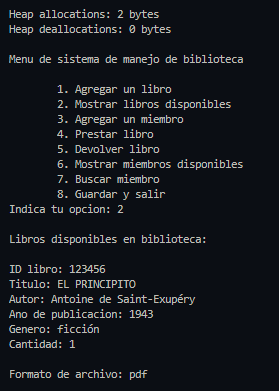 Heap allocations: 2 bytes
Heap deallocations: 0 bytes
Menu de sistema de manejo de biblioteca
1. Agregar un libro
2. Mostrar libros disponibles
3. Agregar un miembro
4. Prestar libro
5. Devolver libro
6. Mostrar miembros disponibles
7. Buscar miembro
8. Guardar y salir
Indica tu opcion: 2
Libros disponibles en biblioteca:
ID libro: 123456
Titulo: EL PRINCIPITO
Autor: Antoine de Saint-Exupéry
Ano de publicacion: 1943
Genero: ficción
Cantidad: 1
Formato de archivo: pdf